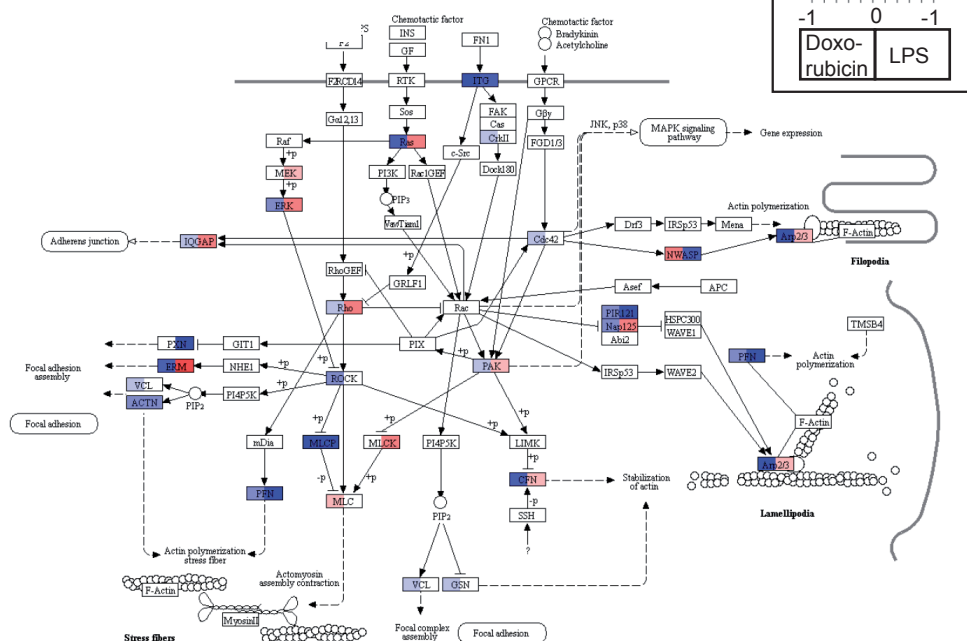 -1 0 -1
Doxo-
rubicin
LPS
Chemotactic factor
INS
GF
FN1
Chemotactic factor
Bradykinin
Acetylcholine
RTK
ITG
GPCR
Gα12,13
Sos
FAK
Cas
CrkII
Gβγ
FGD1/3
JNK, p38
MAPK signaling
pathway
Gene expression
Raf
Ras
+p
MEK
+p
ERK
PI3K
Rac1GEF
c-Src
Dock180
PIP3
Vav/Tiam1
Adherens junction
IQGAP
Cdc42
Drf3
IRSp53
Mena
Actin polymerization
Arp2/3
F-Actin
NWASP
Filopodia
RhoGEF
+p
GRLF1
Asef
APC
Rho
Rac
PIR121
Nap125
Abi2
HSPC300
WAVE1
TMSB4
PXN
GIT1
PIX
PFN
Actin
polymerization
Focal adhesion
assembly
ERM
NHE1
+p
+p
+p
PAK
IRSp53
WAVE2
VCL
ACTN
PIP2
PI4P5K
+p
ROCK
Focal adhesion
F-Actin
mDia
MLCP
+p
MLCK
+p
PI4P5K
LIMK
+p
+p
Arp2/3
PFN
-p
MLC
+p
CFN
-p
SSH
?
Stabilization
of actin
Lamellipodia
PIP2
Actin polymerization
stress fiber
Actomyosin
assembly contraction
F-Actin
MyosinII
Stress fibers
VCL
GSN
Focal complex
assembly
Focal adhesion